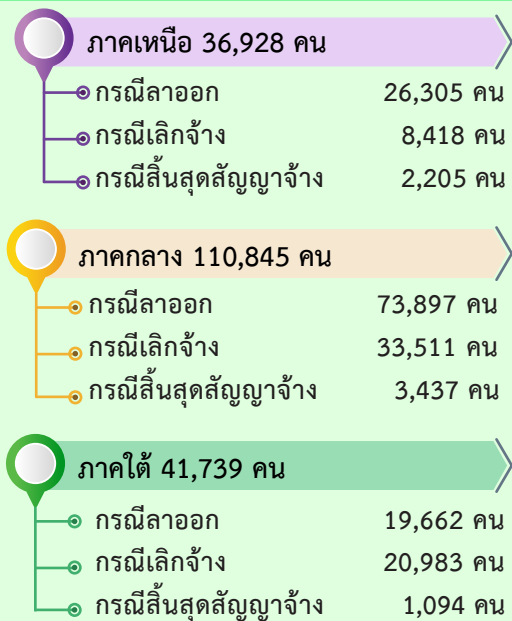 ภาคเหนือ 36,928 คน
กรณีลาออก 26,305 คน
กรณีเลิกจ้าง 8,418 คน
กรณีสิ้นสุดสัญญาจ้าง 2,205 คน
ภาคกลาง 110,845 คน
กรณีลาออก 73,897 คน
กรณีเลิกจ้าง 33,511 คน
กรณีสิ้นสุดสัญญาจ้าง 3,437 คน
ภาคใต้ 41,739 คน
กรณีลาออก 19,662 คน
กรณีเลิกจ้าง 20,983 คน
กรณีสิ้นสุดสัญญาจ้าง 1,094 คน